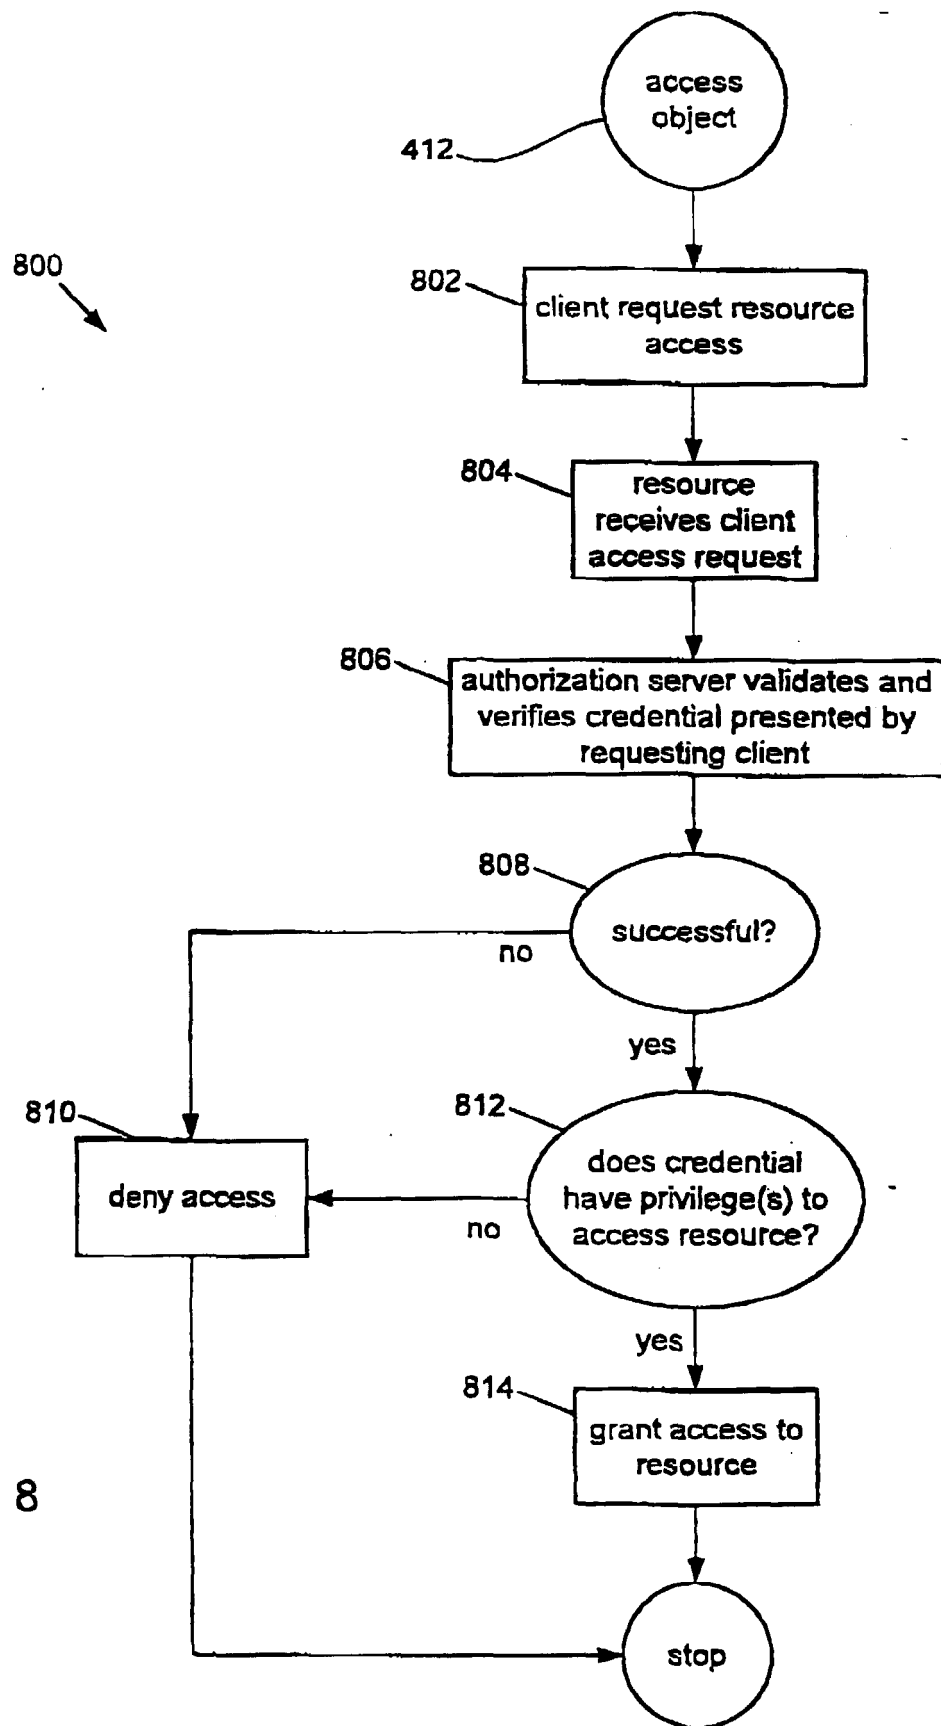 access
object
412
800
802
client request resource
access
804
resource
receives client
access request
806
authorization server validates and
verifies credential presented by
requesting client
808
successful?
no
yes
810
812
deny access
does credential
have privilege(s) to
access resource?
no
yes
814
grant access to
resource
8
stop